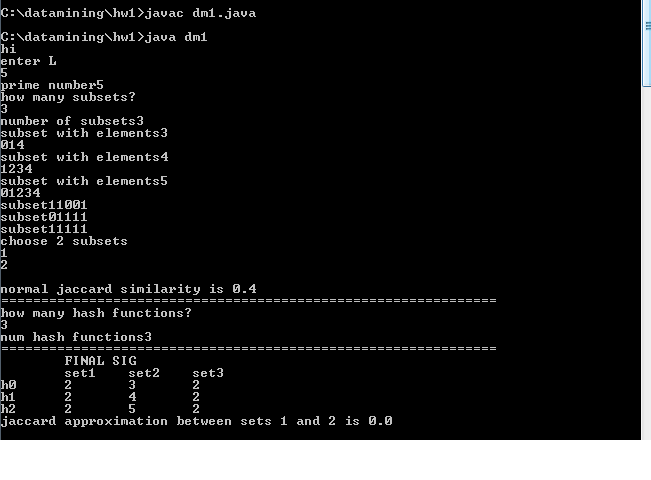 C:\datamining\hw1>javac dm1.java
C:\datamining\hw1>java dm1
hi
enter L
5
prime number5
how many subsets?
3
number of subsets3
subset with elements3
014
subset with elements4
1234
subset with elements5
01234
subset11001
subset01111
subset11111
choose 2 subsets
1
2
normal jaccard similarity is 0.4
==============================================================
how many hash functions?
3
num hash functions3
==============================================================
FINAL SIG
set1 set2 set3
h0 2 3 2
h1 2 4 2
h2 2 5 2
jaccard approximation between sets 1 and 2 is 0.0